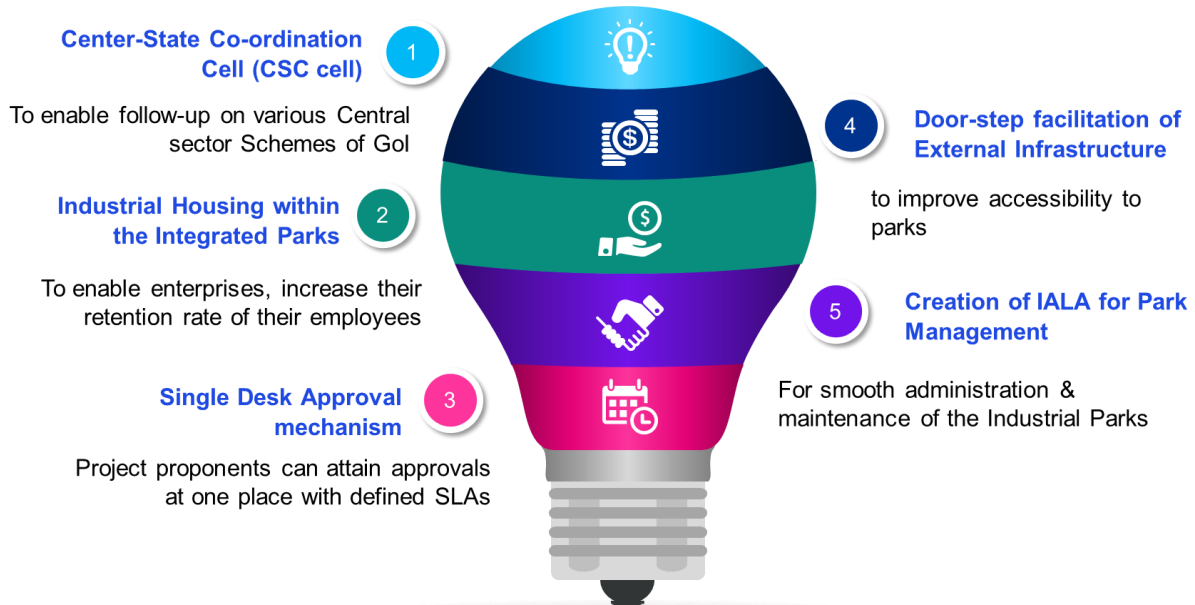 1
Center-State Co-ordination
Cell (CSC cell)
To enable follow-up on various Central
sector Schemes of GoI
2
Industrial Housing within
the Integrated Parks
To enable enterprises, increase their
retention rate of their employees
3
Single Desk Approval
mechanism
Project proponents can attain approvals
at one place with defined SLAs
4
Door-step facilitation of
External Infrastructure
to improve accessibility to
parks
5
Creation of IALA for Park
Management
For smooth administration &
maintenance of the Industrial Parks
$
$